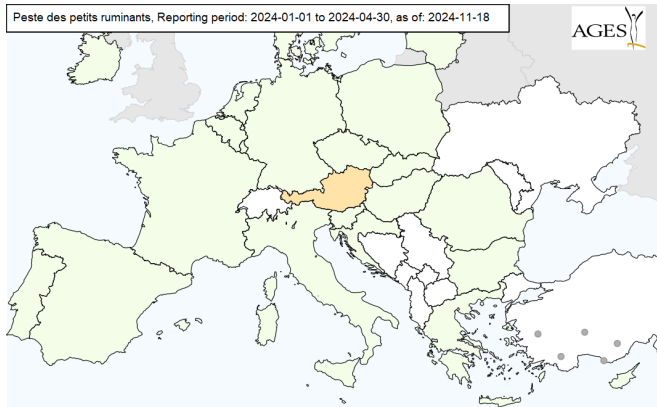 Peste des petits ruminants, Reporting period: 2024-01-01 to 2024-04-30, as of: 2024-11-18
AGES